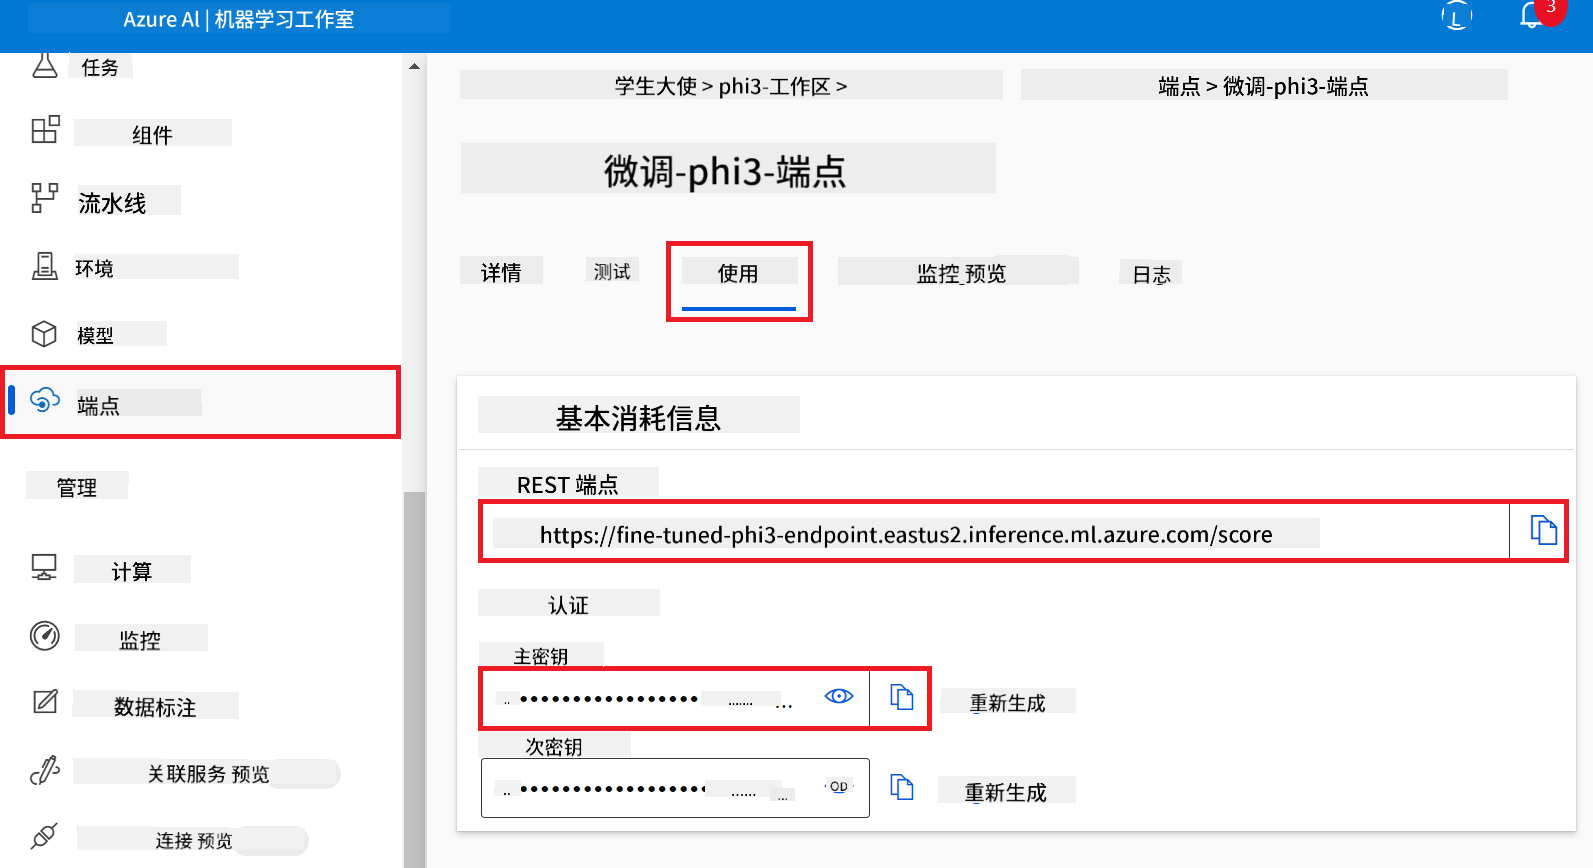 Azure AI | 机器学习工作室
L
3
任务
组件
流水线
环境
模型
端点
管理
计算
监控
数据标注
关联服务 预览
连接 预览
学生大使 > phi3-工作区 >
端点 > 微调-phi3-端点
微调-phi3-端点
详情
测试
使用
监控 预览
日志
基本消耗信息
REST 端点
https://fine-tuned-phi3-endpoint.eastus2.inference.ml.azure.com/score
认证
主密钥
重新生成
次密钥
OD
重新生成